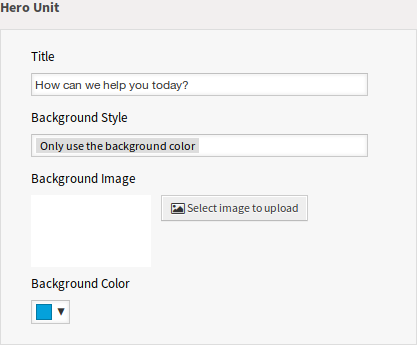 Hero Unit
Title
How can we help you today?
Background Style
Only use the background color
Background Image
Select image to upload
Background Color